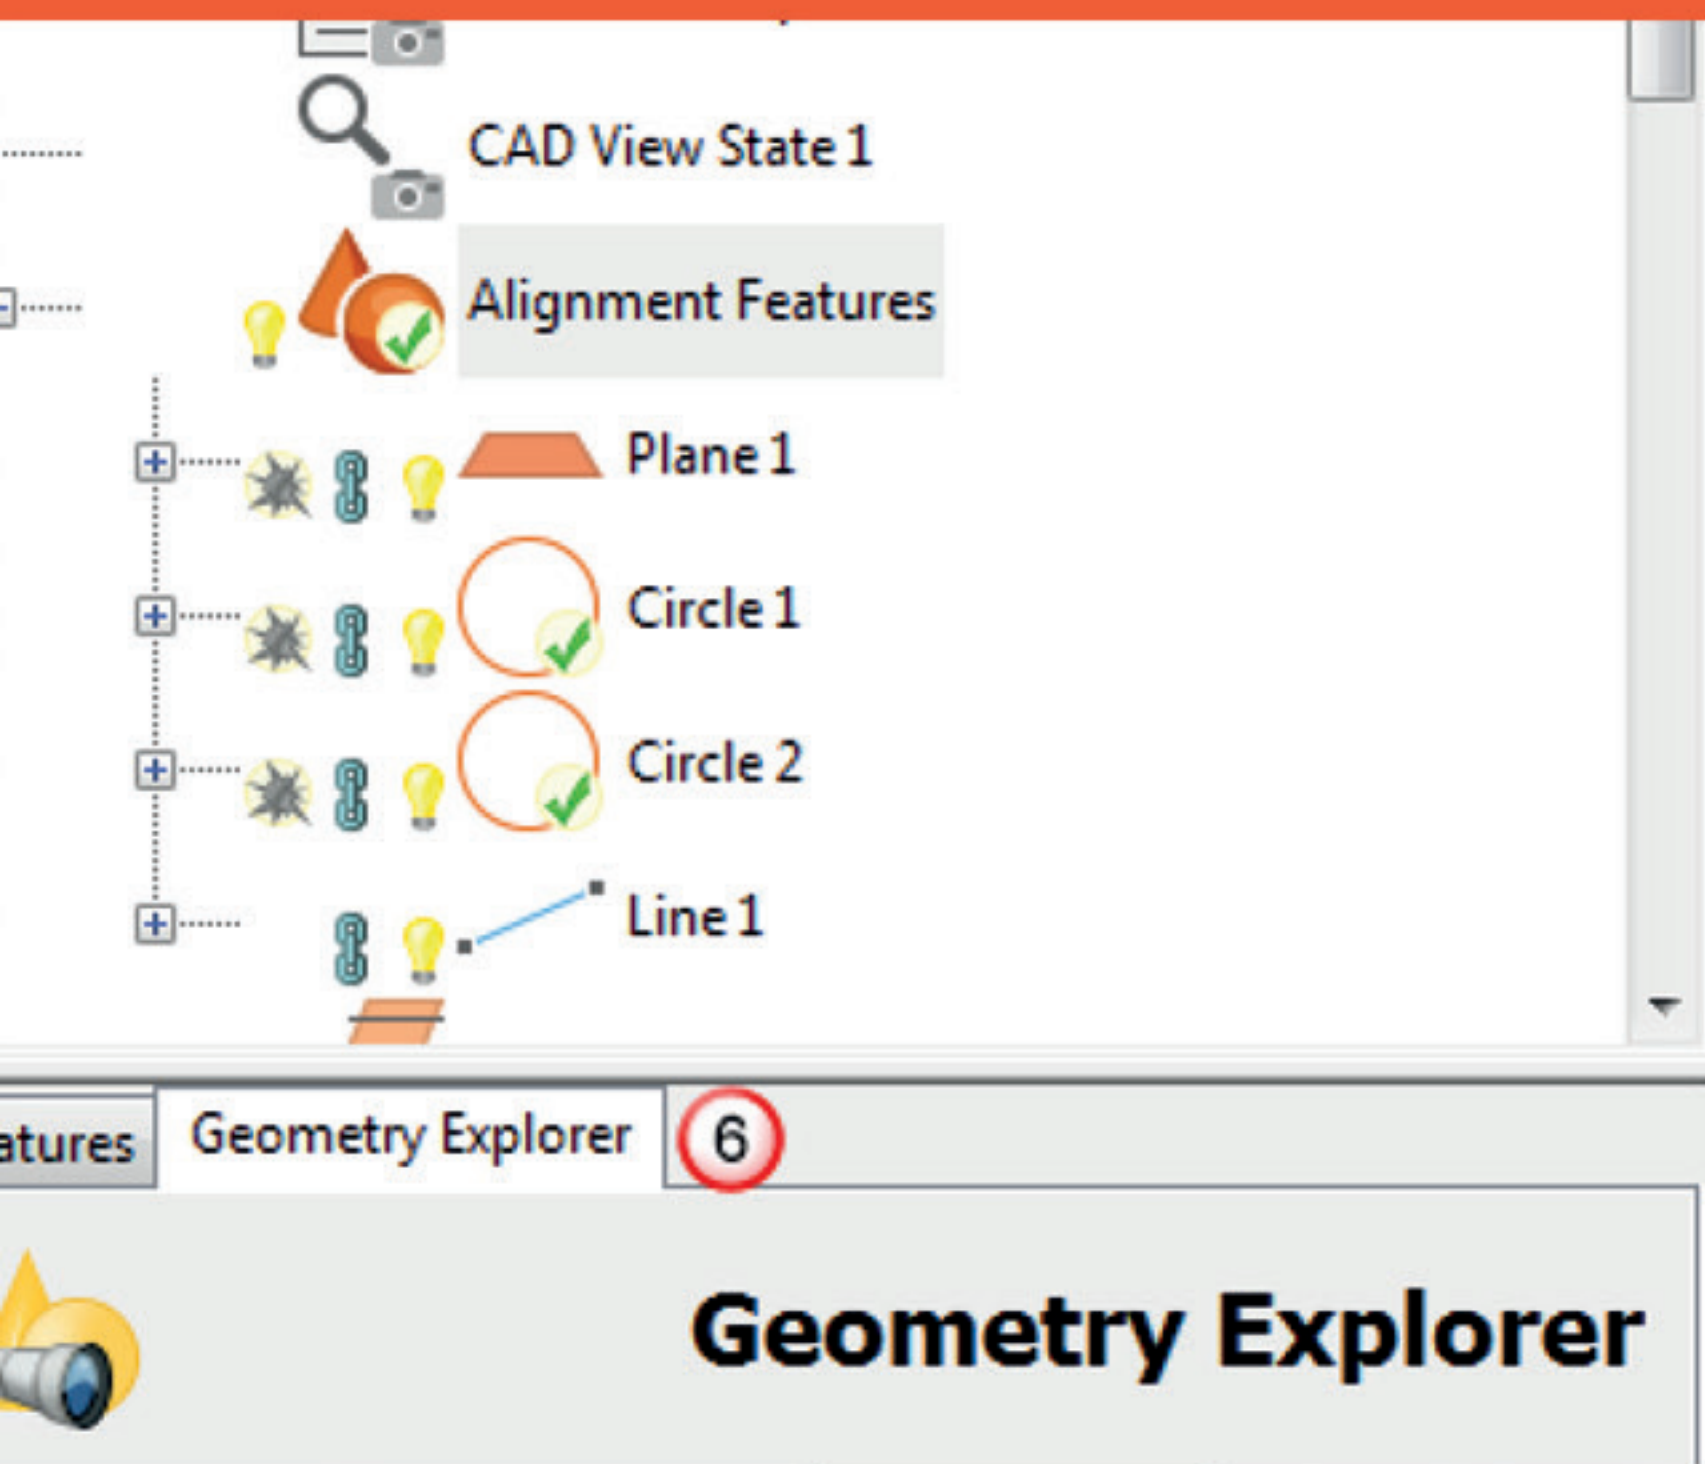 CAD View State 1
Alignment Features
Plane 1
Circle 1
Circle 2
Line 1
atures
Geometry Explorer
6
Geometry Explorer